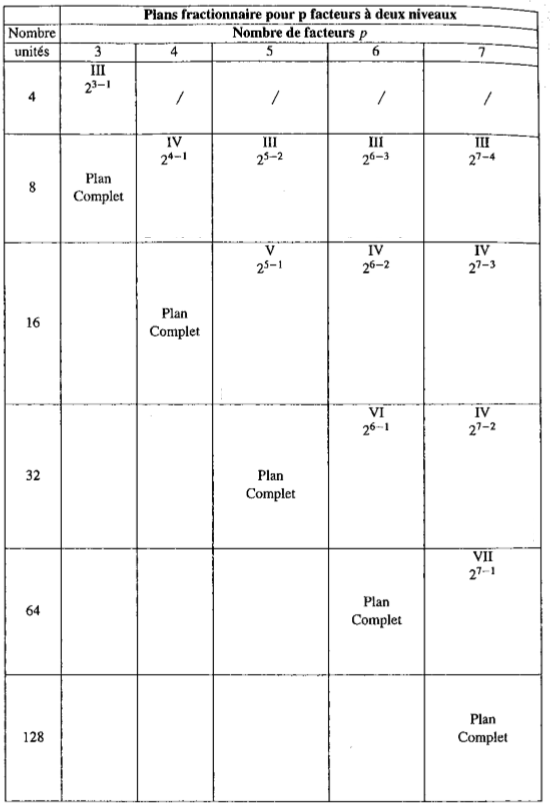 Plans fractionnaire pour p facteurs à deux niveaux
Nombre Nombre de facteurs p
unités 3 4 5 6 7
III
2^{3-1}
4 / / / /
IV III III III
2^{4-1} 2^{5-2} 2^{6-3} 2^{7-4}
8 Plan
Complet
V IV IV
2^{5-1} 2^{6-2} 2^{7-3}
16 Plan
Complet
VI IV
2^{6-1} 2^{7-2}
32 Plan
Complet
VII
2^{7-1}
64 Plan
Complet
128 Plan
Complet